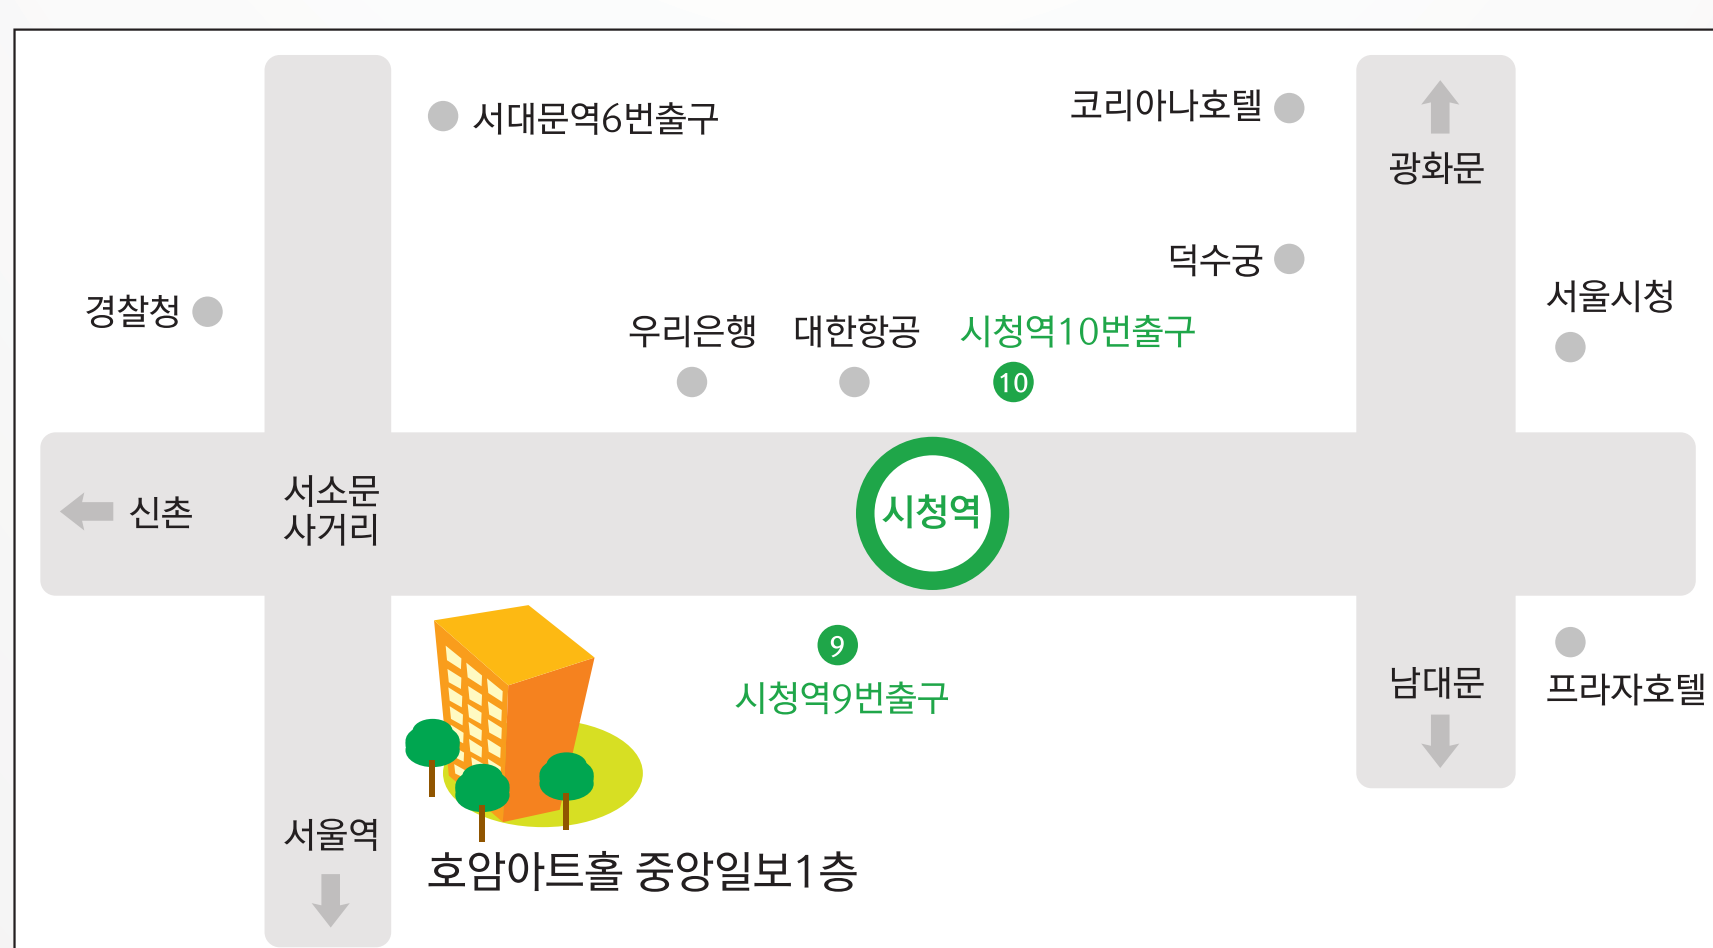 서대문역6번출구
코리아나호텔
광화문
덕수궁
서울시청
경찰청
우리은행
대한항공
시청역10번출구
10
신촌
서소문
사거리
시청역
9
시청역9번출구
남대문
프라자호텔
서울역
호암아트홀 중앙일보1층